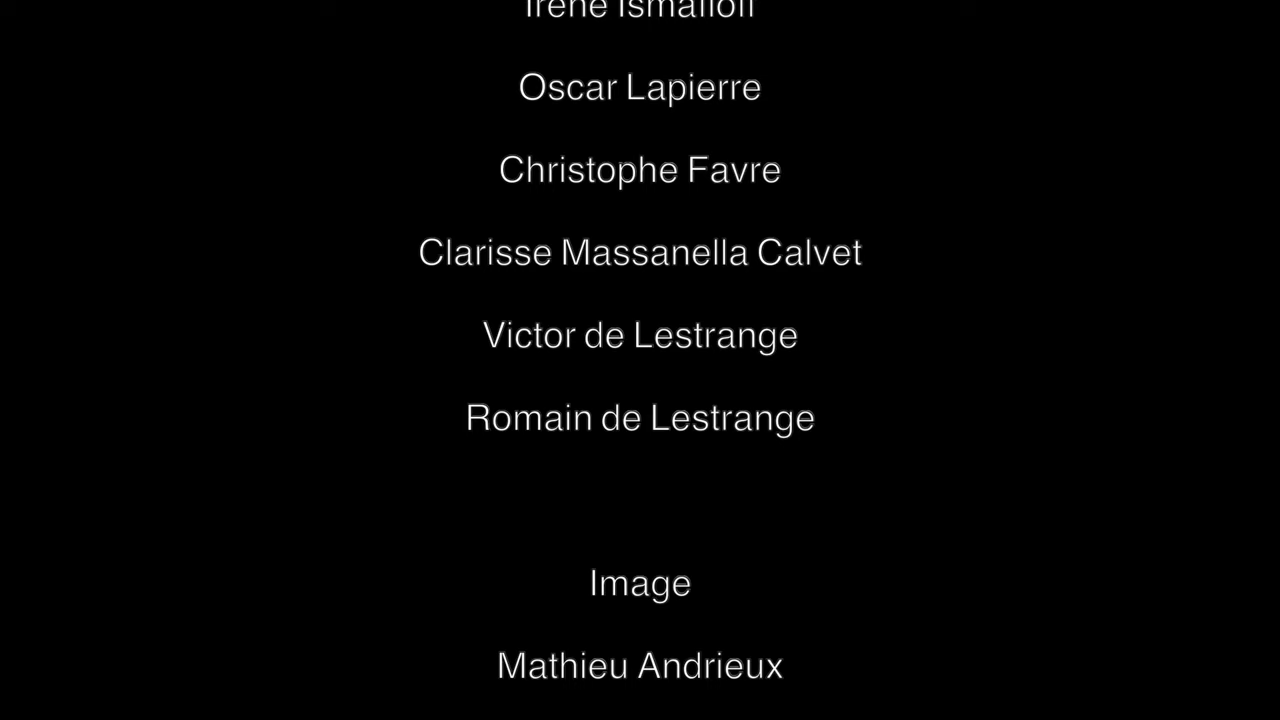 Oscar Lapierre
Christophe Favre
Clarisse Massanella Calvet
Victor de Lestrange
Romain de Lestrange
Image
Mathieu Andrieux